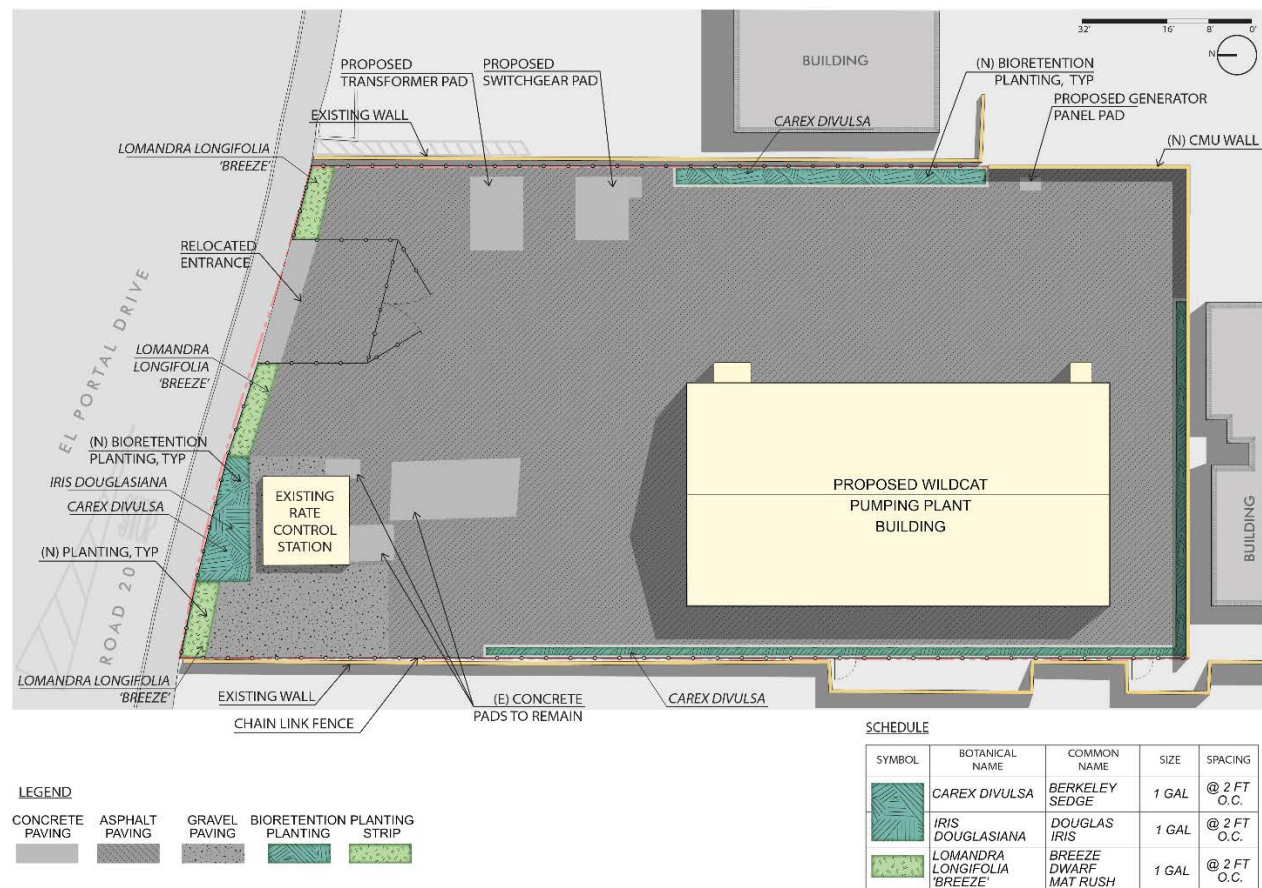 32' 16' 8' 0'
N
BUILDING
PROPOSED
TRANSFORMER PAD
PROPOSED
SWITCHGEAR PAD
(N) BIORETENTION
PLANTING, TYP
PROPOSED GENERATOR
PANEL PAD
EXISTING WALL
CAREX DIVULSA
(N) CMU WALL
LOMANDRA LONGIFOLIA
'BREEZE'
RELOCATED
ENTRANCE
EL PORTAL DRIVE
LOMANDRA
LONGIFOLIA
'BREEZE'
(N) BIORETENTION
PLANTING, TYP
IRIS DOUGLASIANA
CAREX DIVULSA
(N) PLANTING, TYP
ROAD 20
EXISTING
RATE
CONTROL
STATION
PROPOSED WILDCAT
PUMPING PLANT
BUILDING
BUILDING
LOMANDRA LONGIFOLIA
'BREEZE'
EXISTING WALL
CHAIN LINK FENCE
(E) CONCRETE
PADS TO REMAIN
CAREX DIVULSA
LEGEND
CONCRETE
PAVING
ASPHALT
PAVING
GRAVEL
PAVING
BIORETENTION
PLANTING
PLANTING
STRIP
SCHEDULE
SYMBOL BOTANICAL NAME COMMON NAME SIZE SPACING
CAREX DIVULSA BERKELEY SEDGE 1 GAL @ 2 FT O.C.
IRIS DOUGLASIANA DOUGLAS IRIS 1 GAL @ 2 FT O.C.
LOMANDRA LONGIFOLIA 'BREEZE' BREEZE DWARF MAT RUSH 1 GAL @ 2 FT O.C.